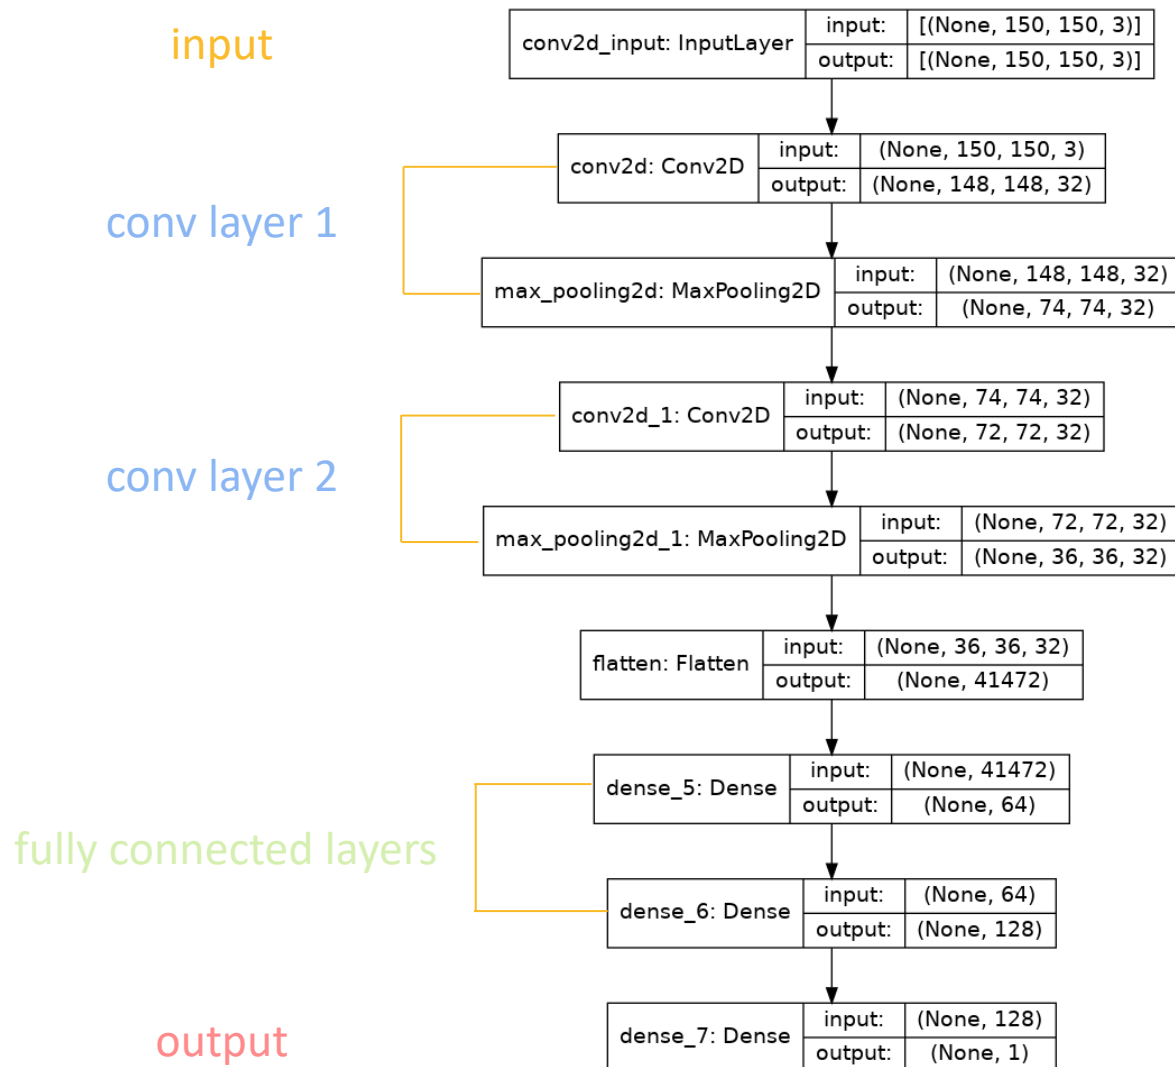 input
conv2d_input: InputLayer
input: [(None, 150, 150, 3)]
output: [(None, 150, 150, 3)]
conv layer 1
conv2d: Conv2D
input: (None, 150, 150, 3)
output: (None, 148, 148, 32)
max_pooling2d: MaxPooling2D
input: (None, 148, 148, 32)
output: (None, 74, 74, 32)
conv layer 2
conv2d_1: Conv2D
input: (None, 74, 74, 32)
output: (None, 72, 72, 32)
max_pooling2d_1: MaxPooling2D
input: (None, 72, 72, 32)
output: (None, 36, 36, 32)
flatten: Flatten
input: (None, 36, 36, 32)
output: (None, 41472)
fully connected layers
dense_5: Dense
input: (None, 41472)
output: (None, 64)
dense_6: Dense
input: (None, 64)
output: (None, 128)
output
dense_7: Dense
input: (None, 128)
output: (None, 1)